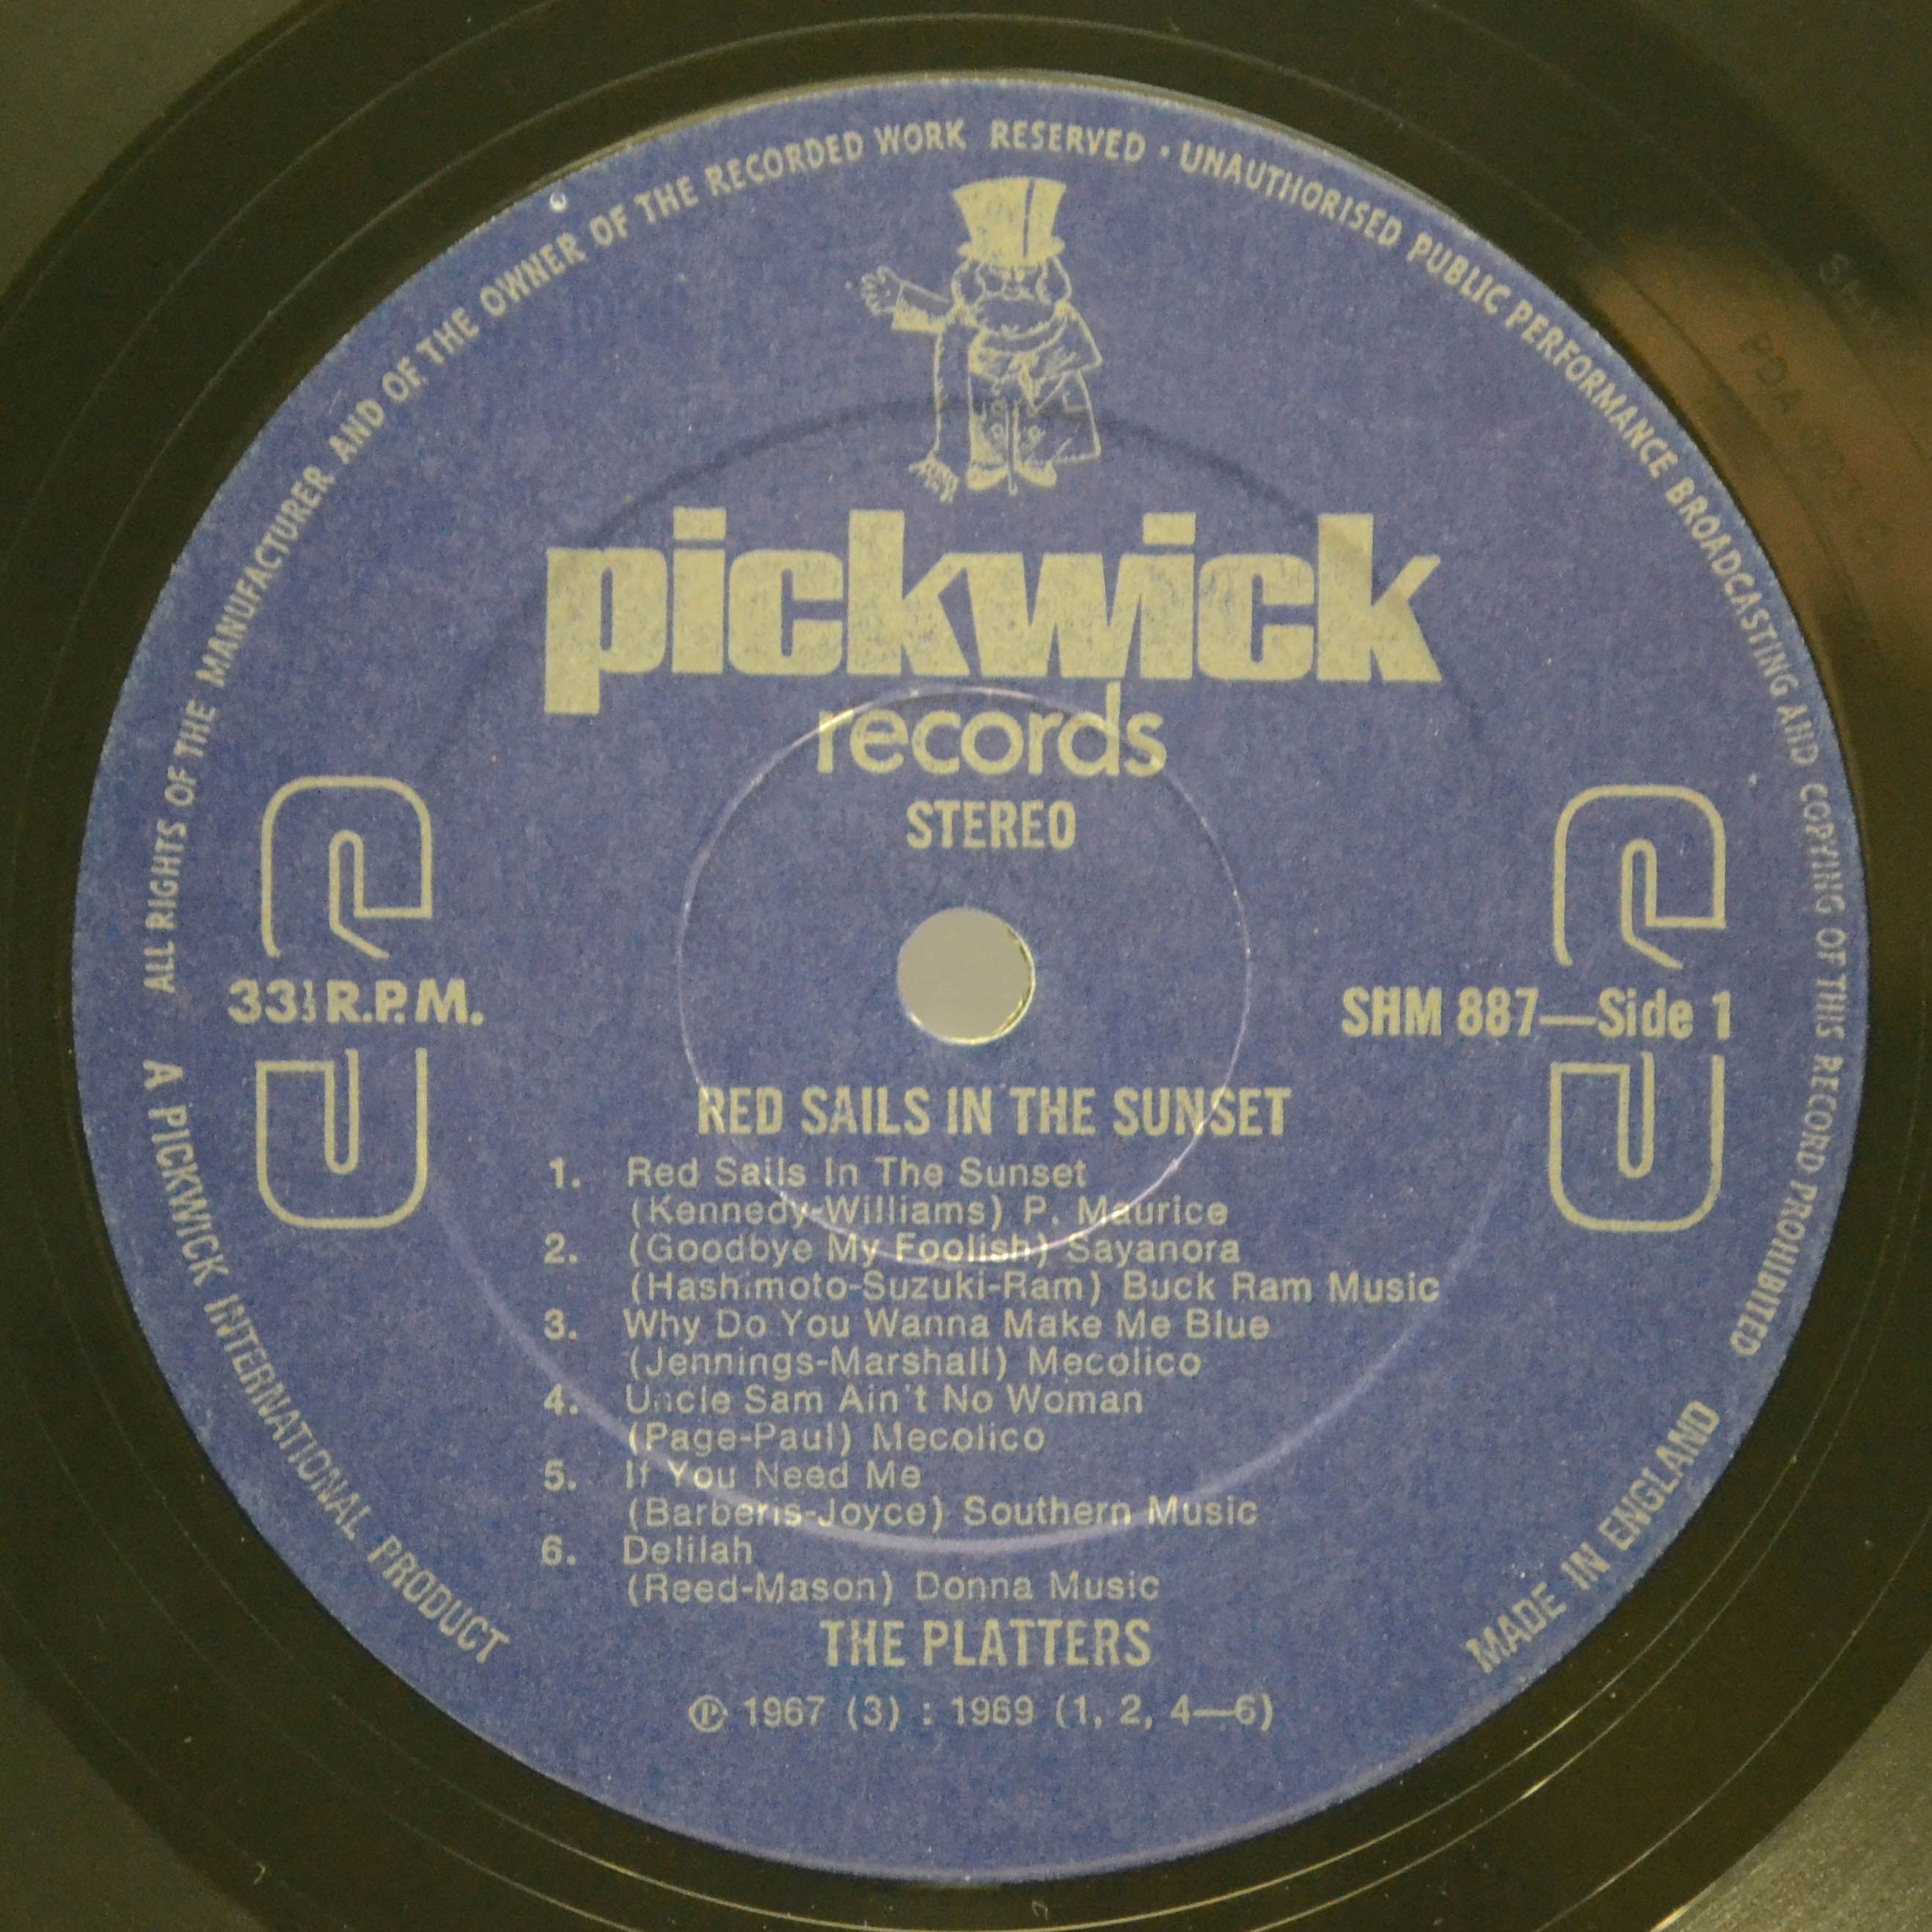 ALL RIGHTS OF THE MANUFACTURER AND OF THE OWNER OF THE RECORDED WORK RESERVED · UNAUTHORISED PUBLIC PERFORMANCE BROADCASTING AND COPYING OF THIS RECORD PROHIBITED
pickwick
records
STEREO
33⅓ R.P.M.
SHM 887—Side 1
RED SAILS IN THE SUNSET
1. Red Sails In The Sunset
(Kennedy-Williams) P. Maurice
2. (Goodbye My Foolish) Sayanora
(Hashimoto-Suzuki-Ram) Buck Ram Music
3. Why Do You Wanna Make Me Blue
(Jennings-Marshall) Mecolico
4. Uncle Sam Ain't No Woman
(Page-Paul) Mecolico
5. If You Need Me
(Barberis-Joyce) Southern Music
6. Delilah
(Reed-Mason) Donna Music
THE PLATTERS
℗ 1967 (3) : 1969 (1, 2, 4—6)
A PICKWICK INTERNATIONAL PRODUCT
MADE IN ENGLAND